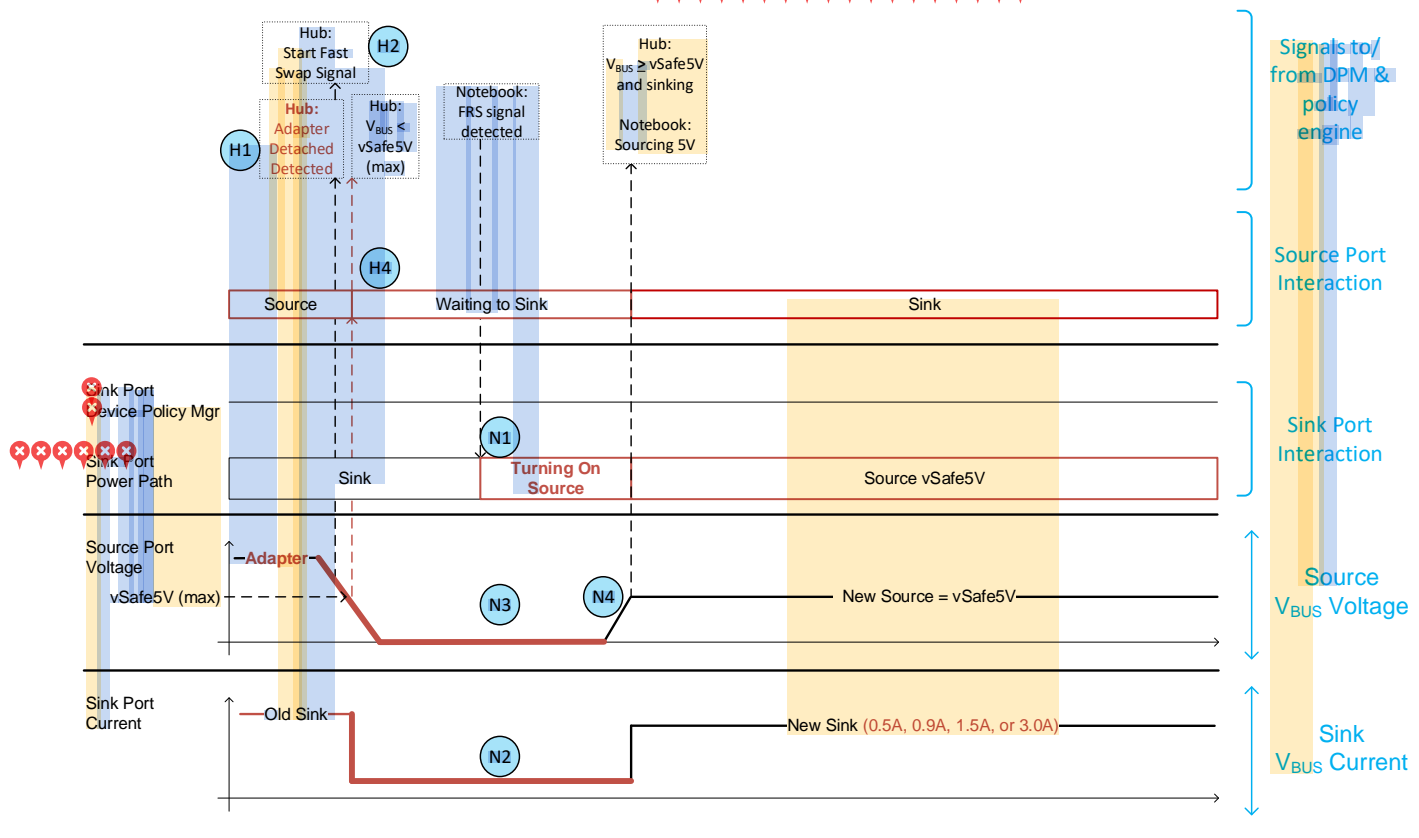 Hub:
Start Fast
Swap Signal
H2
Hub:
Adapter
Detached
Detected
H1
Hub:
VBUS <
vSafe5V
(max)
Notebook:
FRS signal
detected
Hub:
VBUS ≥ vSafe5V
and sinking
Notebook:
Sourcing 5V
Signals to/
from DPM &
policy
engine
H4
Source
Waiting to Sink
Sink
Source Port
Interaction
Sink Port
Device Policy Mgr
N1
Sink Port
Power Path
Sink
Turning On
Source
Source vSafe5V
Sink Port
Interaction
Source Port
Voltage
Adapter
vSafe5V (max)
N3
N4
New Source = vSafe5V
Source
VBUS Voltage
Sink Port
Current
Old Sink
N2
New Sink (0.5A, 0.9A, 1.5A, or 3.0A)
Sink
VBUS Current